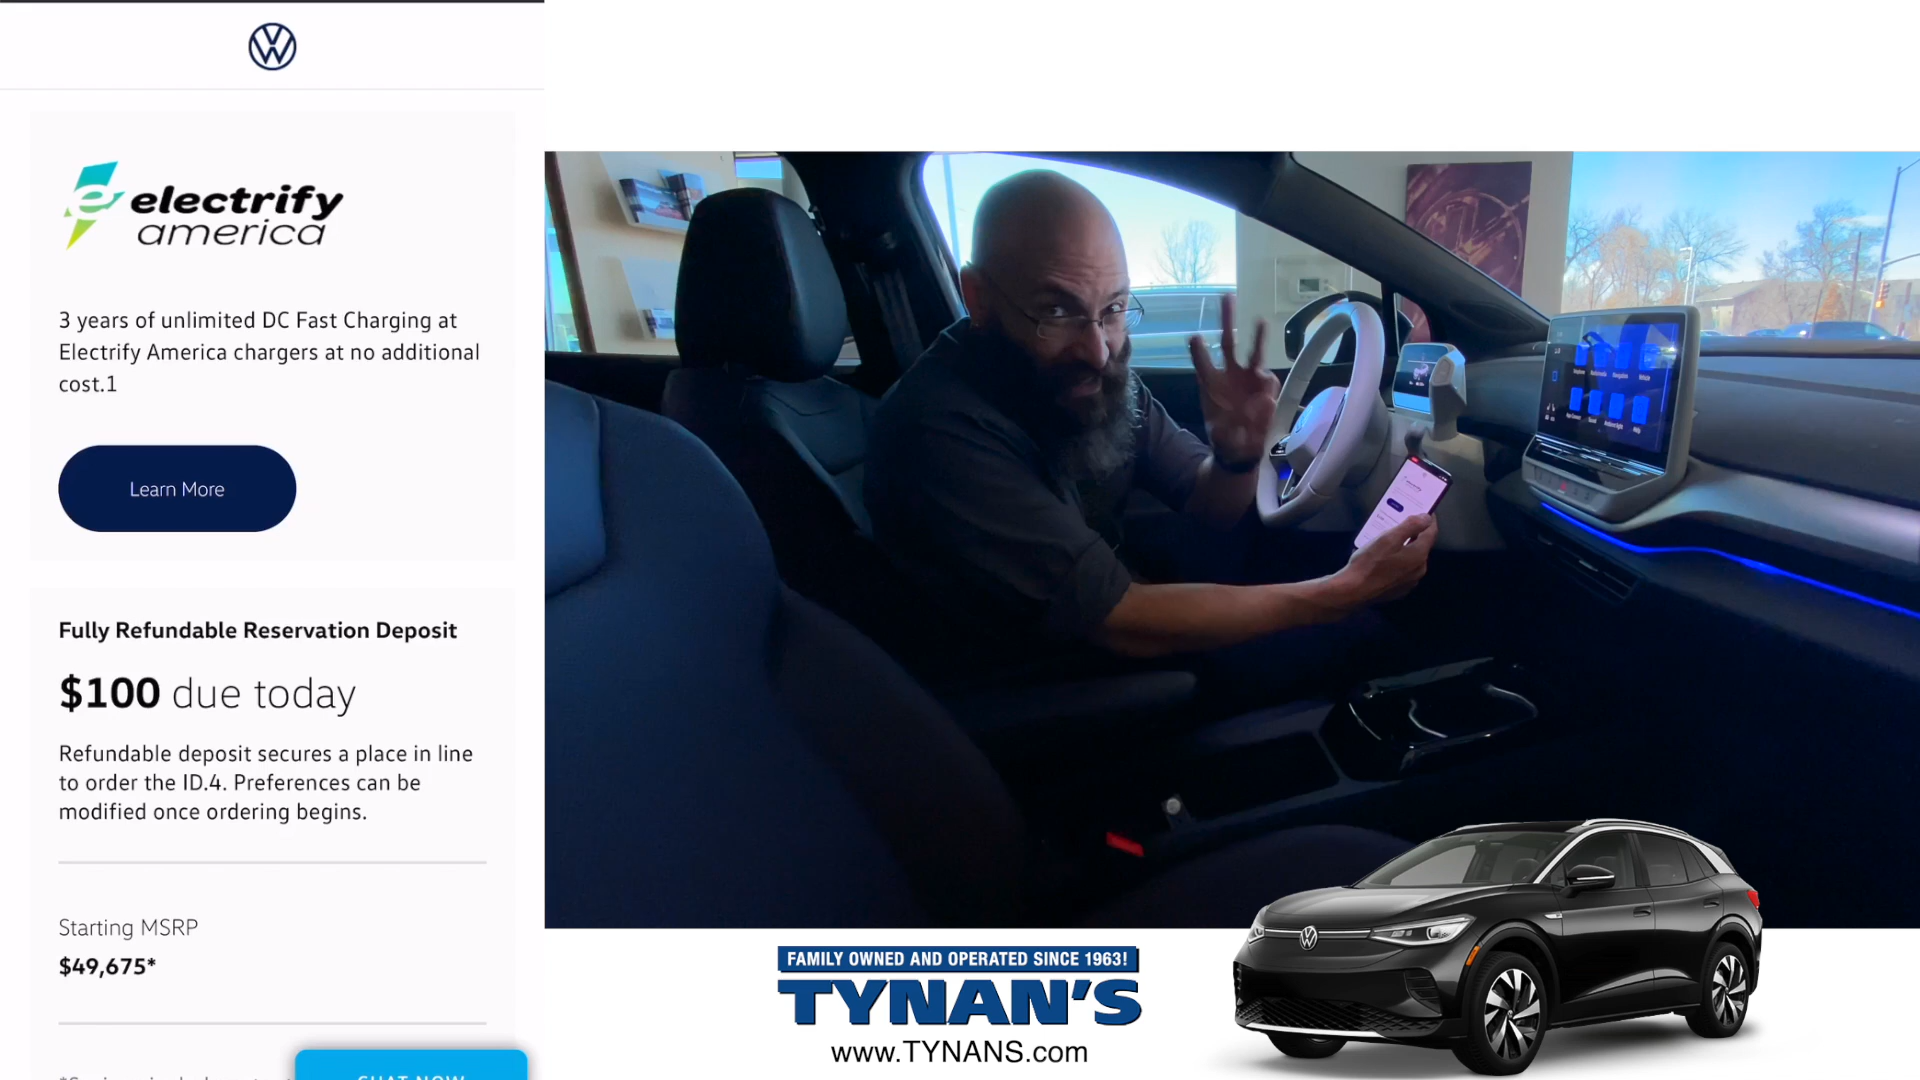 electrify
america
3 years of unlimited DC Fast Charging at
Electrify America chargers at no additional
cost.1
Learn More
Fully Refundable Reservation Deposit
$100 due today
Refundable deposit secures a place in line
to order the ID.4. Preferences can be
modified once ordering begins.
Starting MSRP
$49,675*
CHAT NOW
FAMILY OWNED AND OPERATED SINCE 1963!
TYNAN'S
www.TYNANS.com